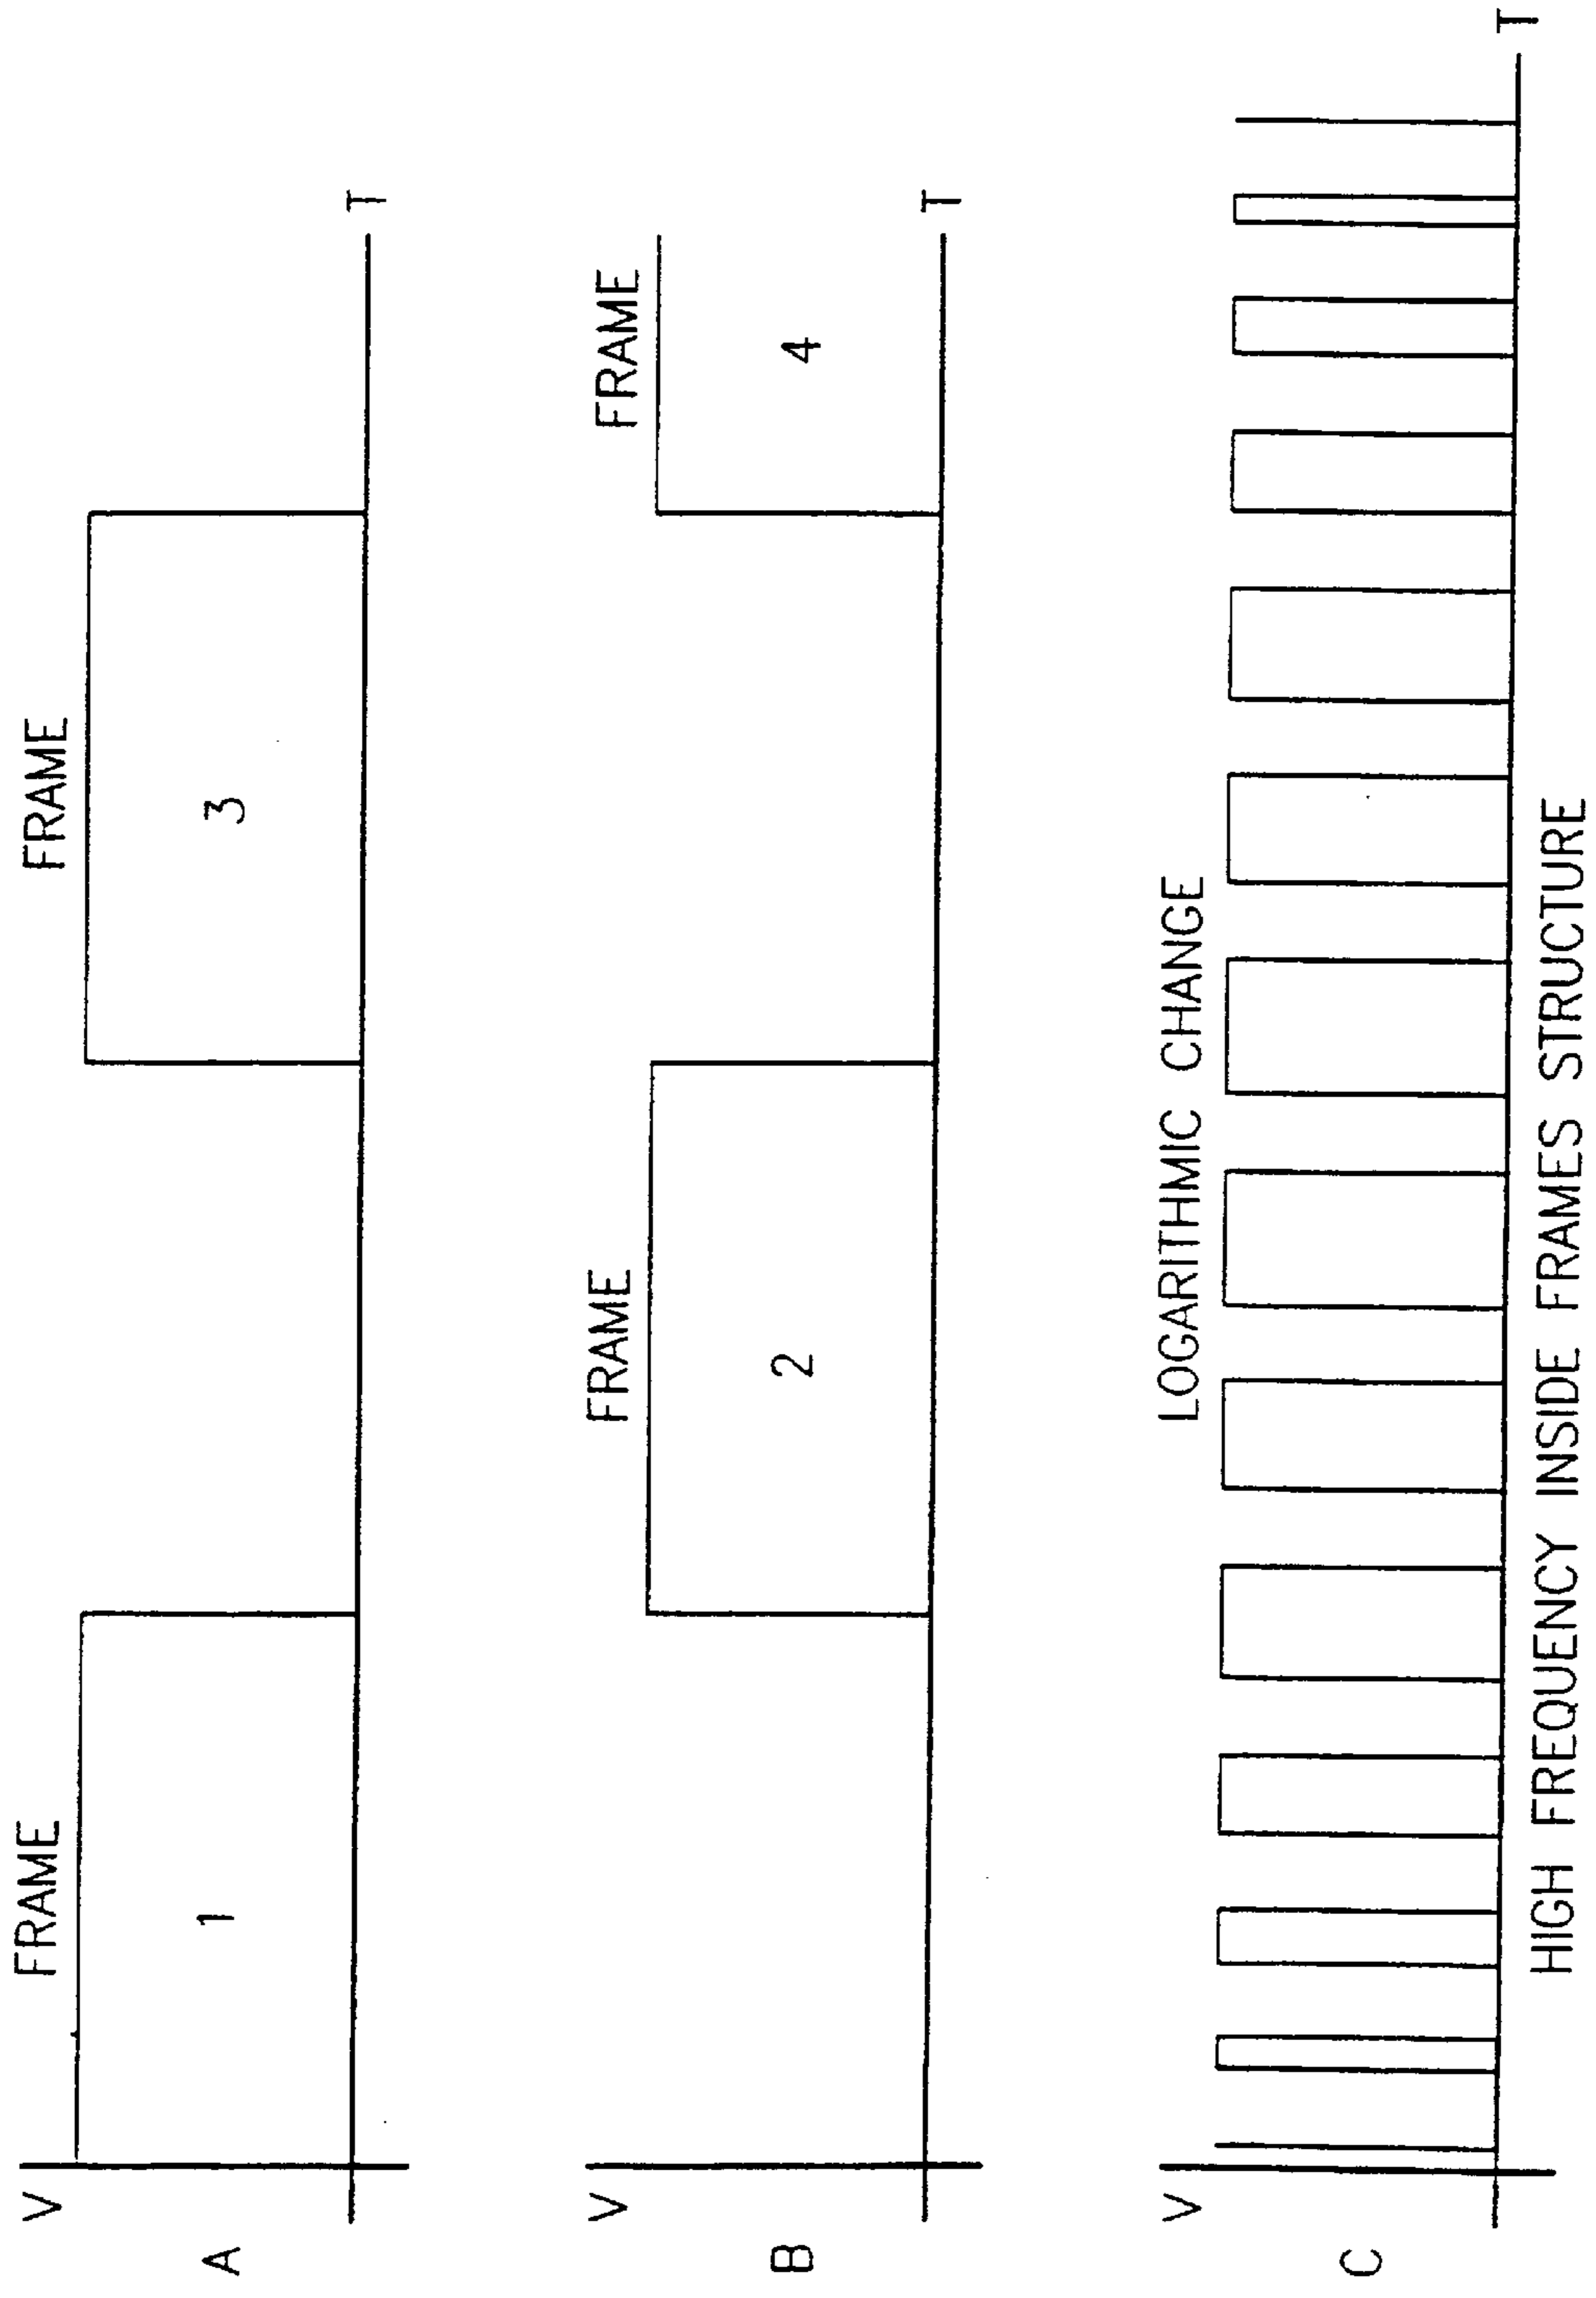 FRAME
FRAME
V
1
3
A
T
FRAME
FRAME
V
2
4
B
T
LOGARITHMIC CHANGE
V
C
T
HIGH FREQUENCY INSIDE FRAMES STRUCTURE